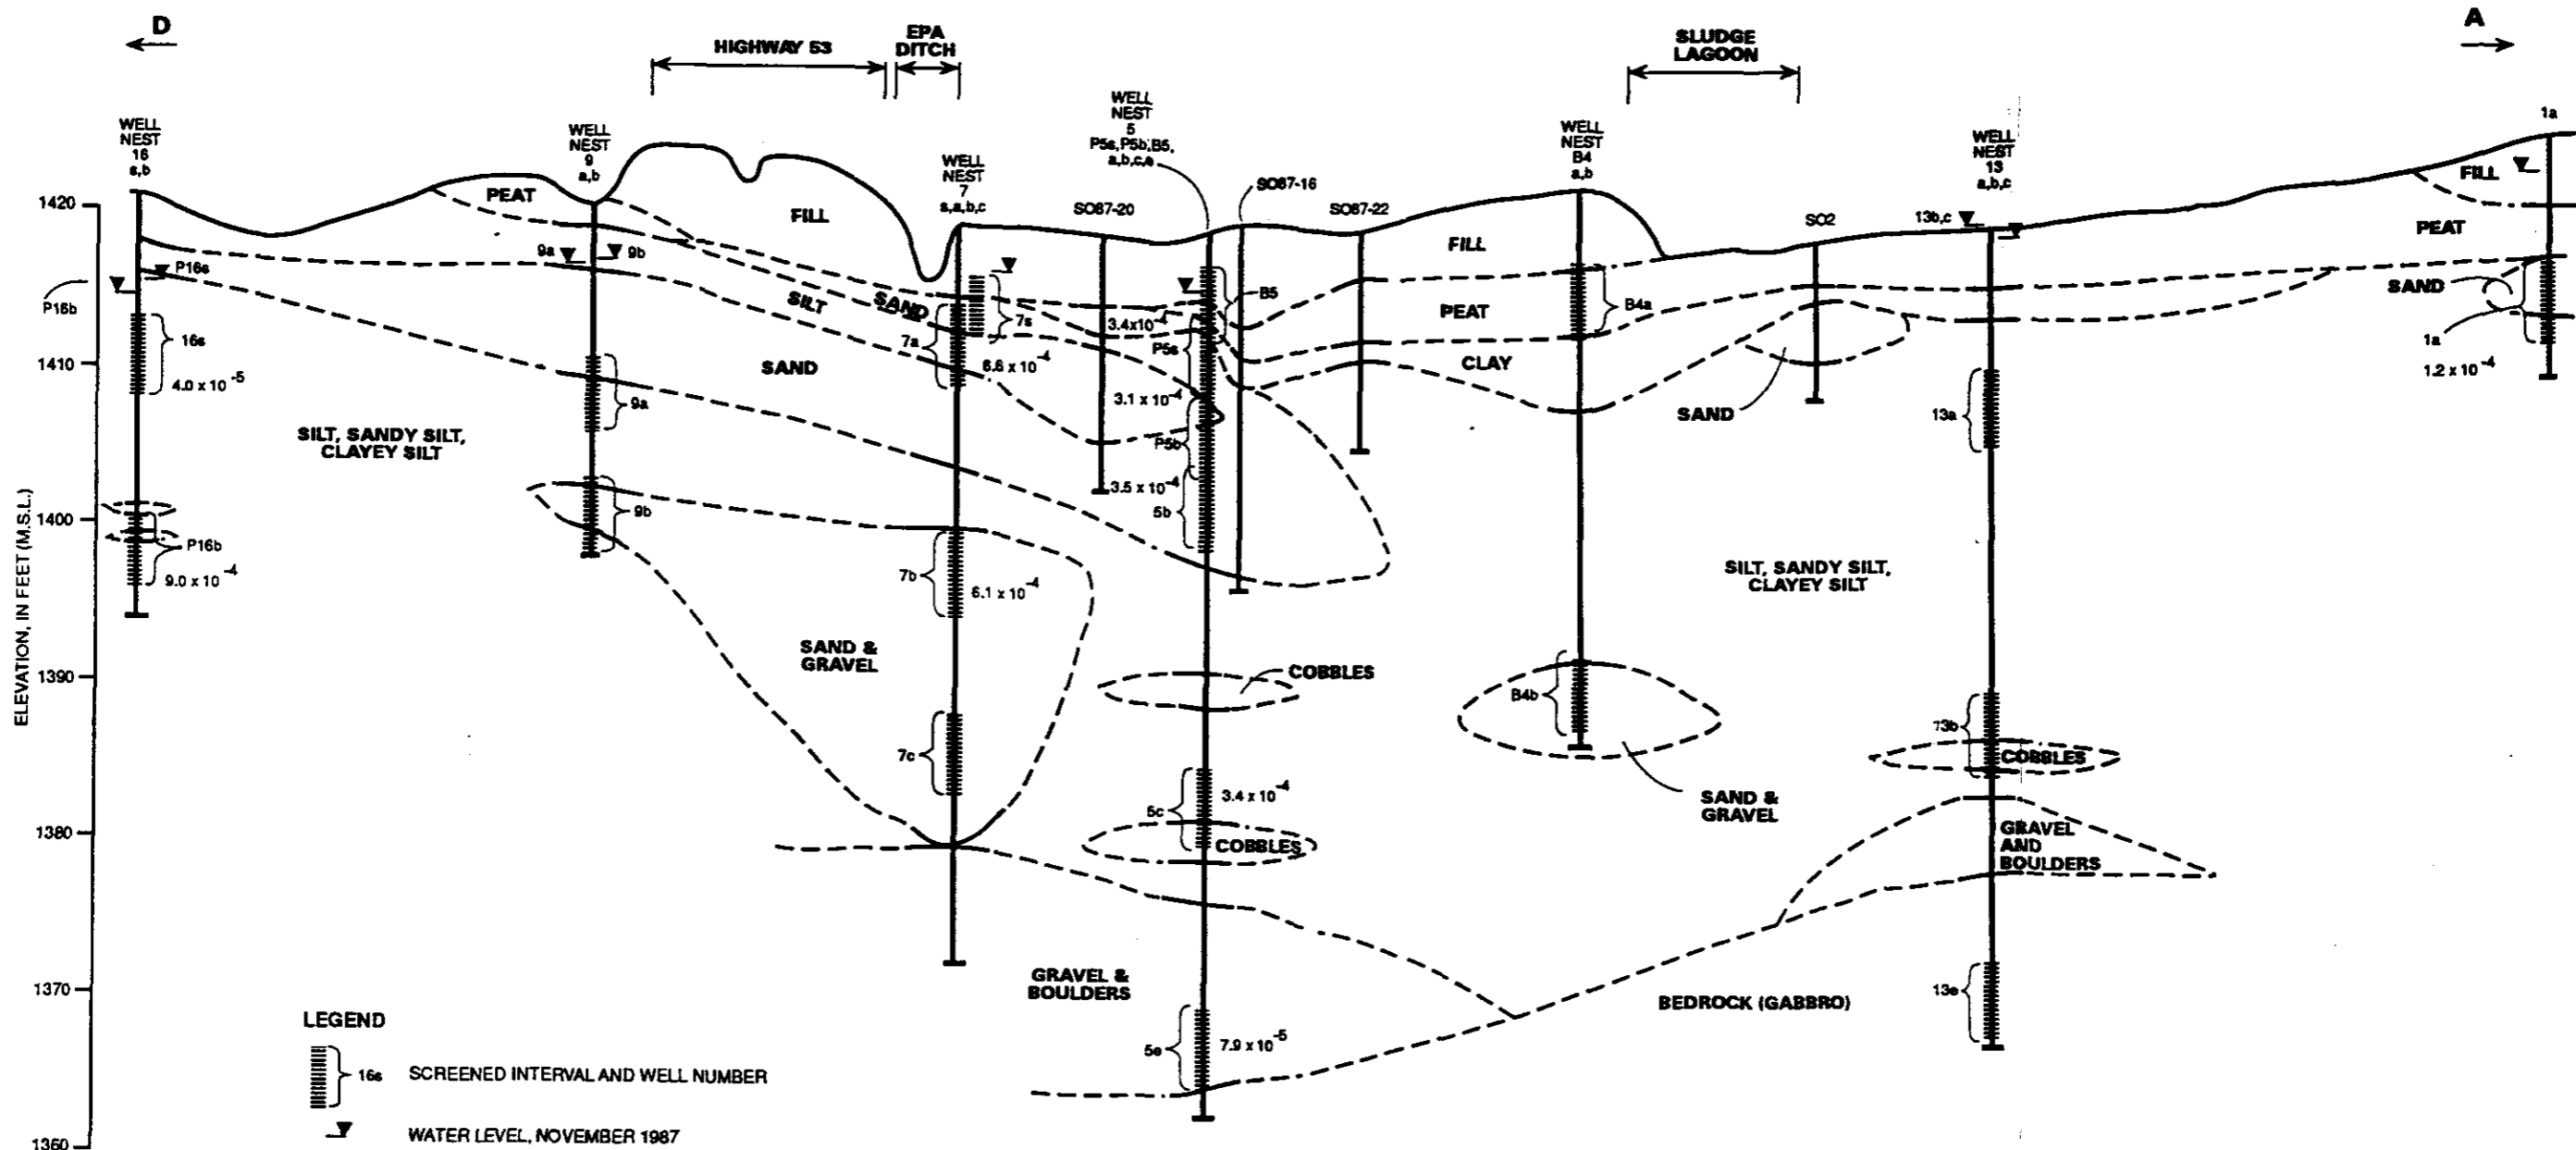 D
HIGHWAY 53
EPA
DITCH
SLUDGE
LAGOON
A
WELL
NEST
16
s,b
WELL
NEST
9
a,b
WELL
NEST
7
s,a,b,c
WELL
NEST
5
P5s,P5b,B5,
a,b,c,e
WELL
NEST
B4
a,b
WELL
NEST
13
a,b,c
1a
SO87-20
SO87-16
SO87-22
SO2
13b,c
1420
1410
1400
1390
1380
1370
1360
ELEVATION, IN FEET (M.S.L.)
PEAT
FILL
FILL
FILL
PEAT
9a
9b
P16s
P16b
SILT
SAND
SAND
PEAT
CLAY
SAND
SAND
16s
4.0 x 10 -5
9a
7a
7s
6.6 x 10 -4
3.4x10 -4
B5
P5s
3.1 x 10 -4
P5b
3.5 x 10 -4
5b
B4a
13a
1a
1.2 x 10 -4
SILT, SANDY SILT,
CLAYEY SILT
9b
P16b
9.0 x 10 -4
7b
6.1 x 10 -4
SAND &
GRAVEL
7c
COBBLES
5c
3.4 x 10 -4
COBBLES
SILT, SANDY SILT,
CLAYEY SILT
B4b
SAND &
GRAVEL
13b
COBBLES
GRAVEL
AND
BOULDERS
GRAVEL &
BOULDERS
5e
7.9 x 10 -5
BEDROCK (GABBRO)
13e
LEGEND
16s SCREENED INTERVAL AND WELL NUMBER
WATER LEVEL, NOVEMBER 1987